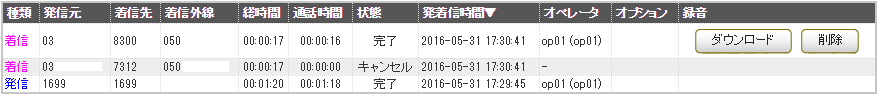 種類 発信元 着信先 着信外線 総時間 通話時間 状態 発着信時間▼ オペレータ オプション 録音
着信 03 8300 050 00:00:17 00:00:16 完了 2016-05-31 17:30:41 op01 (op01) ダウンロード 削除
着信 03 7312 050 00:00:17 00:00:00 キャンセル 2016-05-31 17:30:41 -
発信 1699 1699 00:01:20 00:01:18 完了 2016-05-31 17:29:45 op01 (op01)